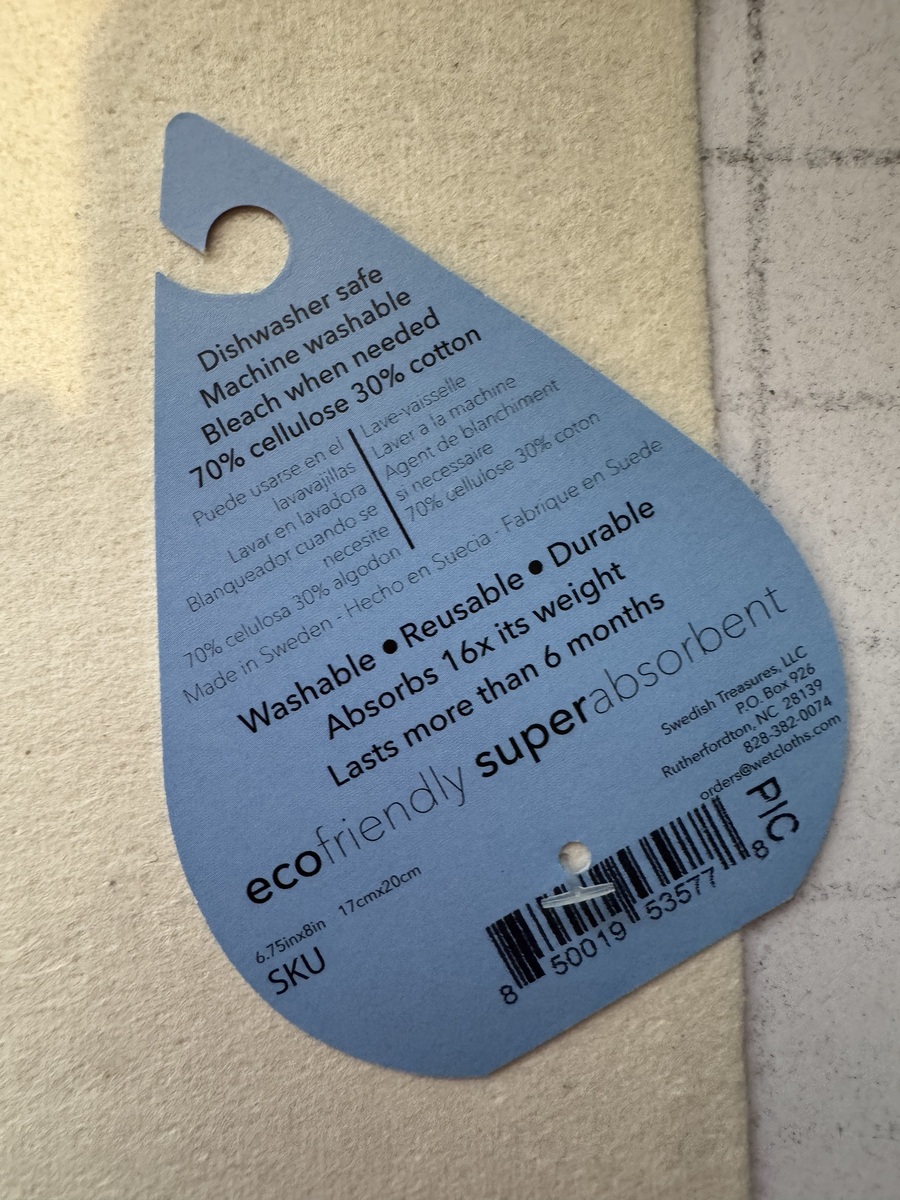 Dishwasher safe
Machine washable
Bleach when needed
70% cellulose 30% cotton
Puede usarse en el
lavavajillas
Lavar en lavadora
Blanqueador cuando se
necesite
70% celulosa 30% algodon
Lave-vaisselle
Laver a la machine
Agent de blanchiment
si necessaire
70% cellulose 30% coton
Made in Sweden - Hecho en Suecia - Fabrique en Suede
Washable • Reusable • Durable
Absorbs 16x its weight
Lasts more than 6 months
ecofriendly superabsorbent
Swedish Treasures, LLC
P.O. Box 926
Rutherfordton, NC 28139
828-382-0074
orders@wetcloths.com
6.75inx8in 17cmx20cm
SKU
PIC
8 50019 53577 8